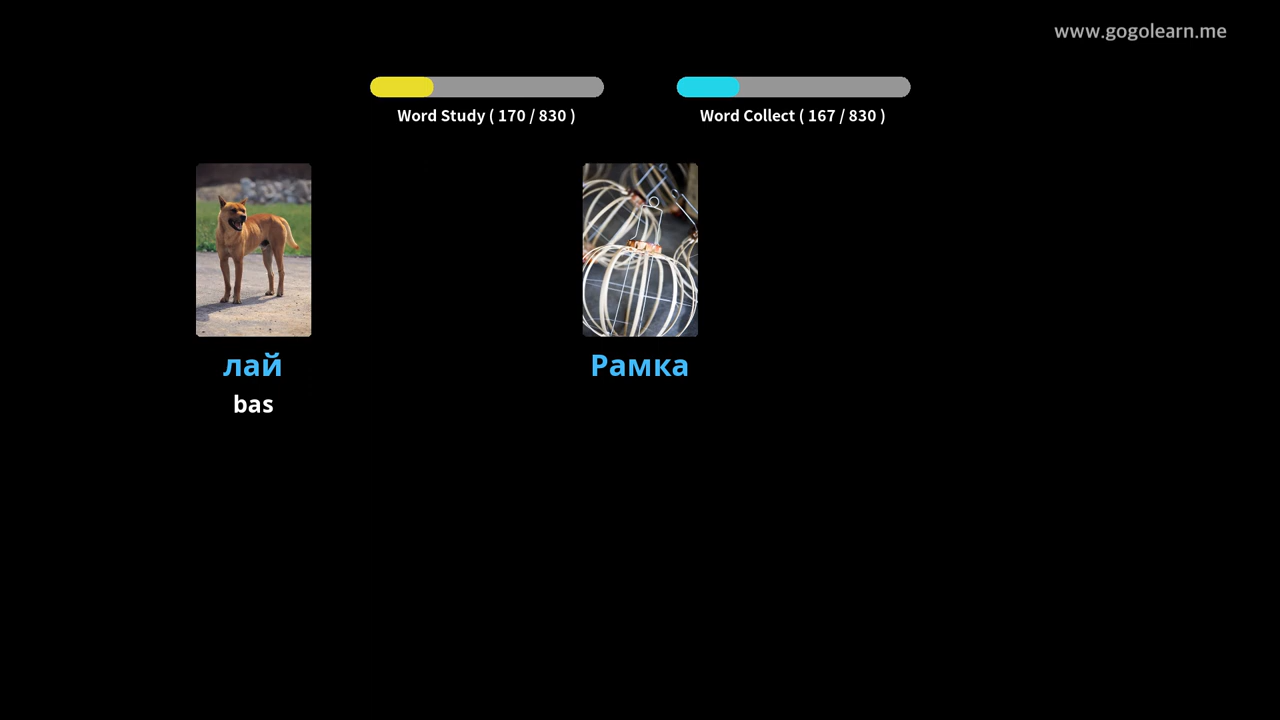 www.gogolearn.me
Word Study ( 170 / 830 )
Word Collect ( 167 / 830 )
лай
Рамка
bas